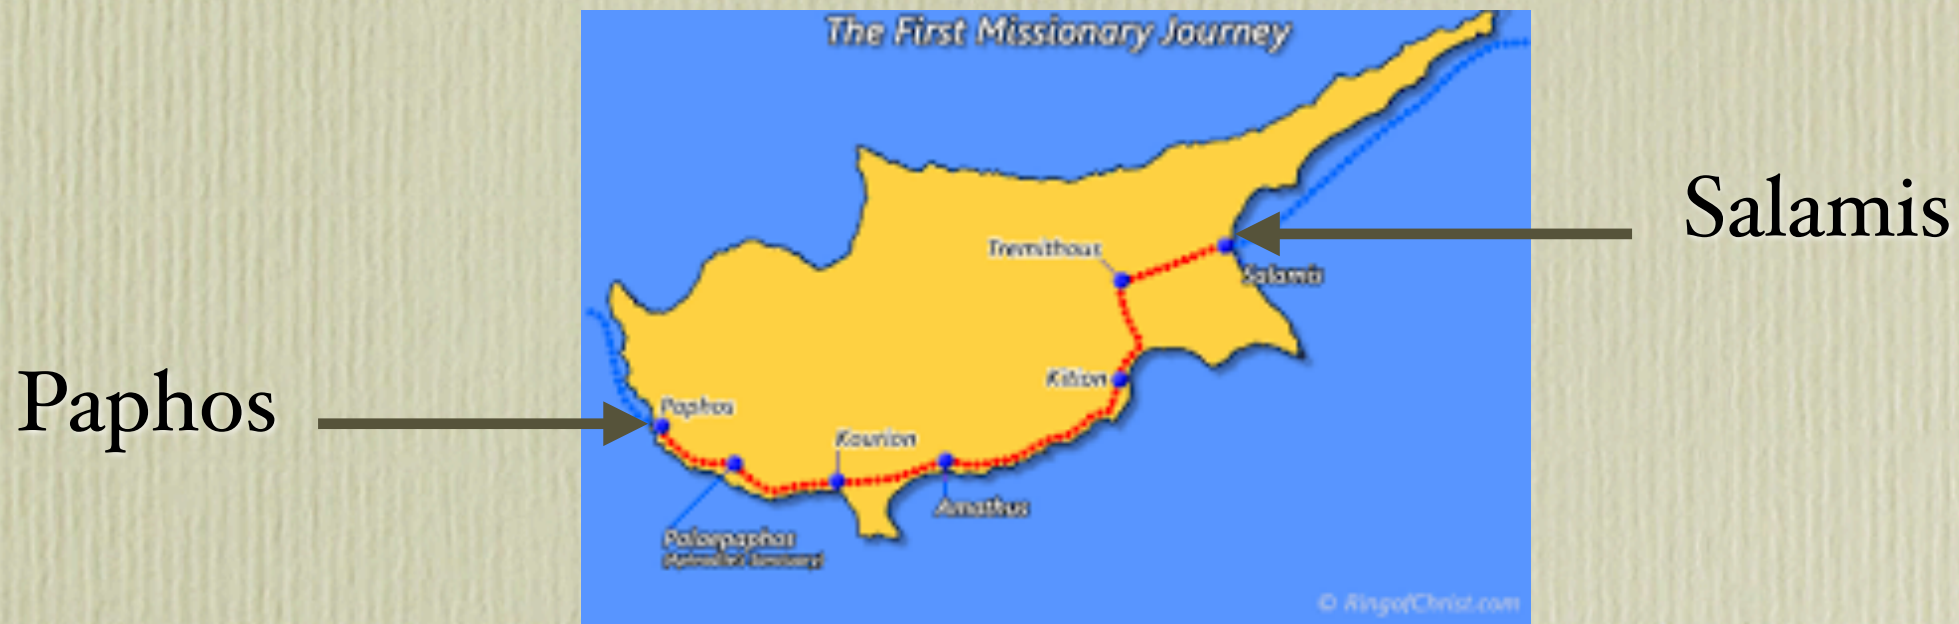 The First Missionary Journey
Salamis
Tremithous
Salamis
Paphos
Kition
Paphos
Kourion
Amathus
Palaepaphos
© RingofChrist.com